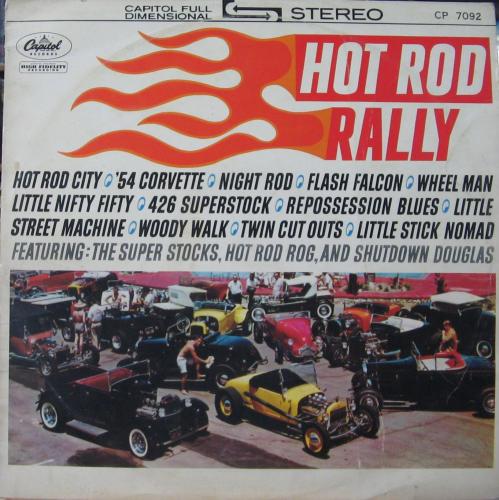 CAPITOL FULL DIMENSIONAL STEREO CP 7092
Capitol
RECORDS
HIGH FIDELITY
RECORDING
HOT ROD
RALLY
HOT ROD CITY '54 CORVETTE NIGHT ROD FLASH FALCON WHEEL MAN
LITTLE NIFTY FIFTY 426 SUPERSTOCK REPOSSESSION BLUES LITTLE
STREET MACHINE WOODY WALK TWIN CUT OUTS LITTLE STICK NOMAD
FEATURING: THE SUPER STOCKS, HOT ROD ROG, AND SHUTDOWN DOUGLAS